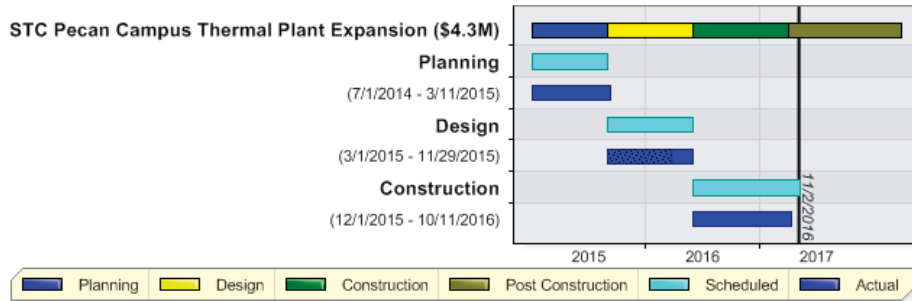 STC Pecan Campus Thermal Plant Expansion ($4.3M)
Planning
(7/1/2014 - 3/11/2015)
Design
(3/1/2015 - 11/29/2015)
Construction
(12/1/2015 - 10/11/2016)
11/2/2016
2015 2016 2017
Planning Design Construction Post Construction Scheduled Actual